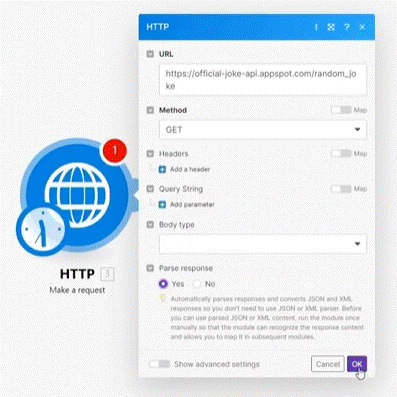 HTTP
URL
https://official-joke-api.appspot.com/random_jo
ke
Method
Map
GET
Headers
Map
Add a header
Query String
Map
Add parameter
Body type
Parse response
Yes
No
Automatically parses responses and converts JSON and XML
responses so you don't need to use JSON or XML parser. Before
you can use parsed JSON or XML content, run the module once
manually so that the module can recognize the response content
and allows you to map it in subsequent modules.
Show advanced settings
Cancel
OK
1
HTTP 3
Make a request